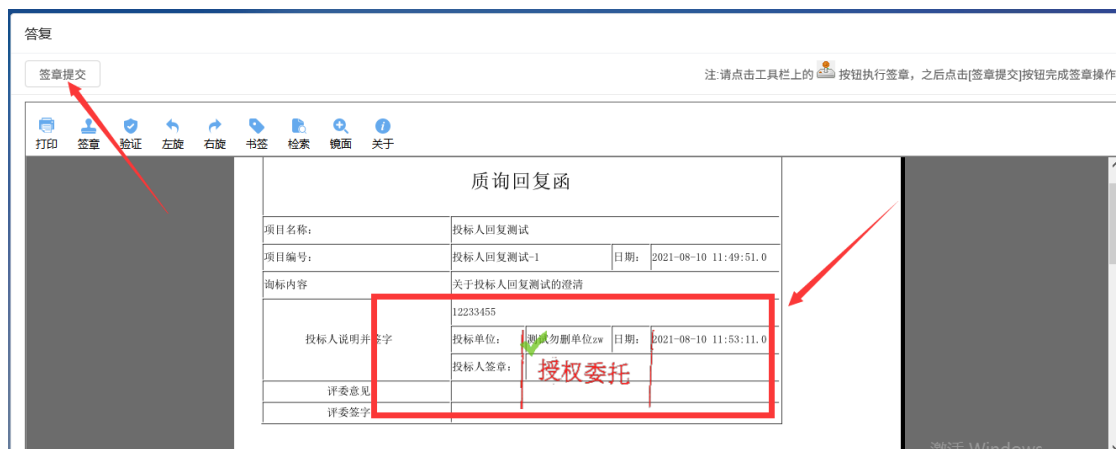 答复
签章提交
注:请点击工具栏上的 按钮执行签章，之后点击[签章提交]按钮完成签章操作
打印 签章 验证 左旋 右旋 书签 检索 镜面 关于
质询回复函
项目名称： 投标人回复测试
项目编号： 投标人回复测试-1 日期： 2021-08-10 11:49:51.0
询标内容 关于投标人回复测试的澄清
12233455
投标人说明并签字
投标单位： 测试勿删单位zw 日期： 2021-08-10 11:53:11.0
投标人签章：
授权委托
评委意见
评委签字
激活 Windows